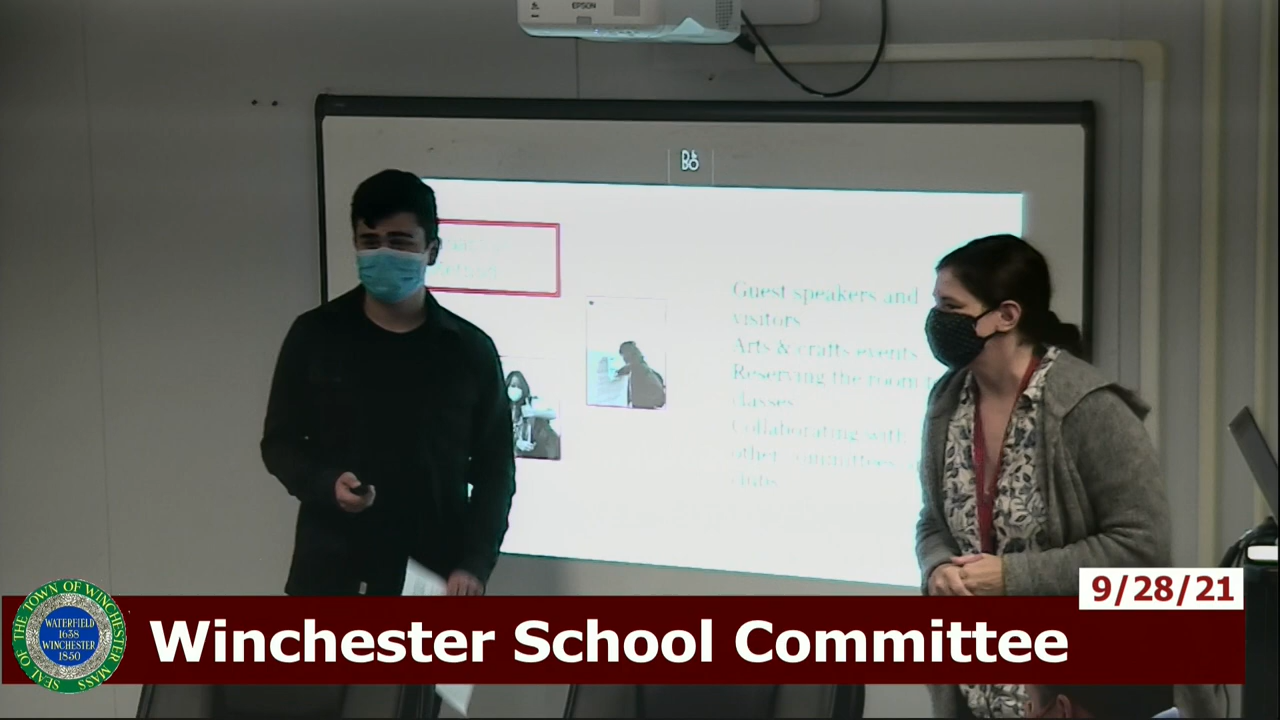 EPSON
Guest speakers and
visitors
Arts & crafts events
Reserving the room
classes
Collaborating with
other committees
clubs
9/28/21
Winchester School Committee
SEAL OF THE TOWN OF WINCHESTER MASS
WATERFIELD
1638
WINCHESTER
1850